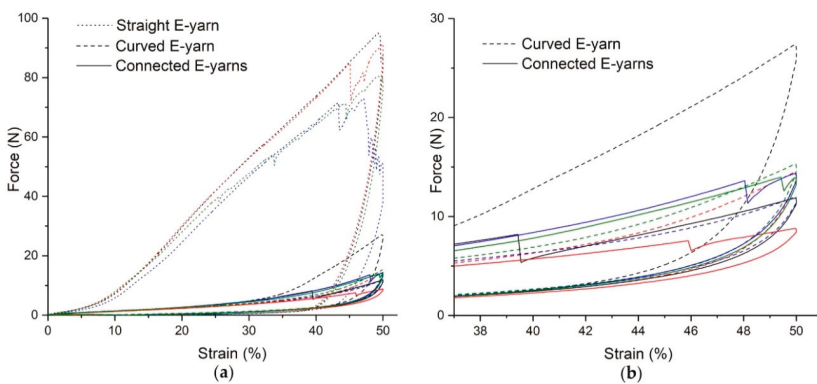 100
80
60
40
20
0
Force (N)
Straight E-yarn
Curved E-yarn
Connected E-yarns
0 10 20 30 40 50
Strain (%)
(a)
30
20
10
0
Force (N)
Curved E-yarn
Connected E-yarns
38 40 42 44 46 48 50
Strain (%)
(b)